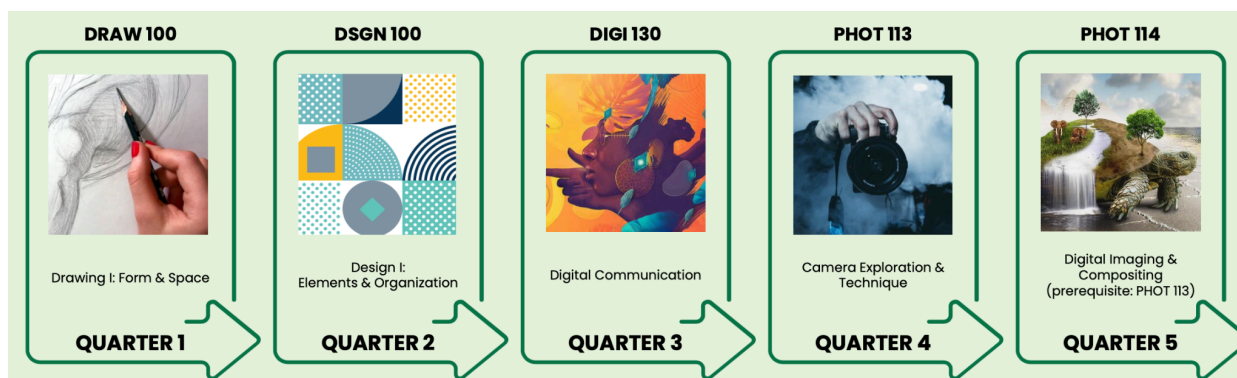 DRAW 100
Drawing I: Form & Space
QUARTER 1
DSGN 100
Design I:
Elements & Organization
QUARTER 2
DIGI 130
Digital Communication
QUARTER 3
PHOT 113
Camera Exploration &
Technique
QUARTER 4
PHOT 114
Digital Imaging &
Compositing
(prerequisite: PHOT 113)
QUARTER 5